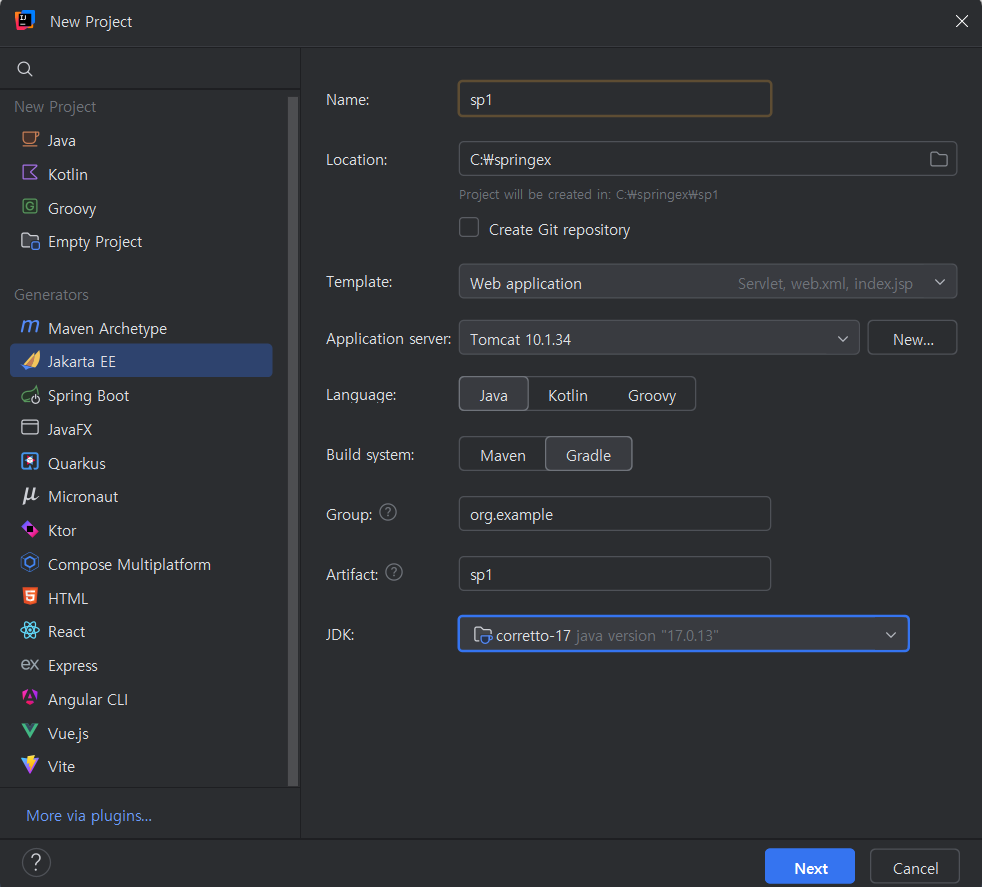 New Project
New Project
Java
Kotlin
Groovy
Empty Project
Generators
Maven Archetype
Jakarta EE
Spring Boot
JavaFX
Quarkus
Micronaut
Ktor
Compose Multiplatform
HTML
React
Express
Angular CLI
Vue.js
Vite
More via plugins...
Name: sp1
Location: C:₩springex
Project will be created in: C:₩springex₩sp1
Create Git repository
Template: Web application Servlet, web.xml, index.jsp
Application server: Tomcat 10.1.34 New...
Language: Java Kotlin Groovy
Build system: Maven Gradle
Group: ? org.example
Artifact: ? sp1
JDK: corretto-17 java version "17.0.13"
? Next Cancel